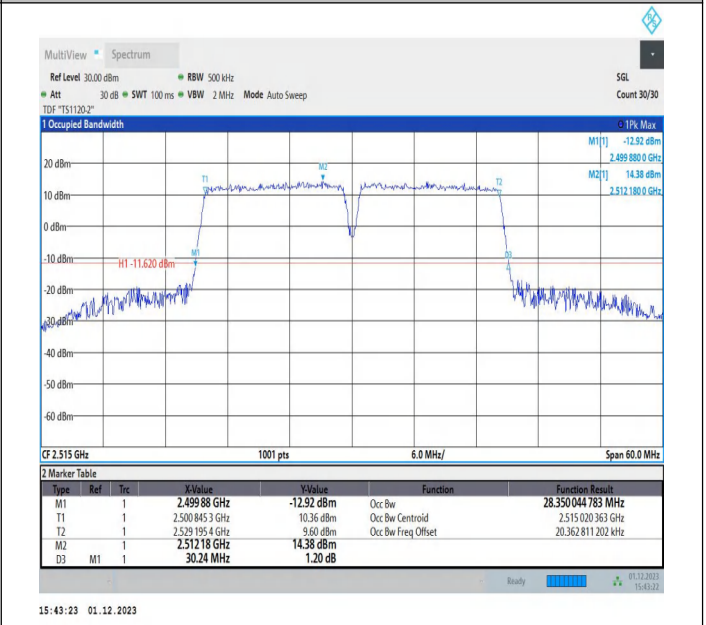 R S
MultiView Spectrum
Ref Level 30.00 dBm RBW 500 kHz SGL
Att 30 dB SWT 100 ms VBW 2 MHz Mode Auto Sweep Count 30/30
TDF "TS1120-2"
1 Occupied Bandwidth 1Pk Max
M1[1] -12.92 dBm
2.499 880 0 GHz
M2[1] 14.38 dBm
2.512 180 0 GHz
20 dBm
M2
T1 T2
10 dBm
0 dBm
M1 D3
-10 dBm
H1 -11.620 dBm
-20 dBm
-30 dBm
-40 dBm
-50 dBm
-60 dBm
CF 2.515 GHz 1001 pts 6.0 MHz/ Span 60.0 MHz
2 Marker Table
Type Ref Trc X-Value Y-Value Function Function Result
M1 1 2.499 88 GHz -12.92 dBm Occ Bw 28.350 044 783 MHz
T1 1 2.500 845 3 GHz 10.36 dBm Occ Bw Centroid 2.515 020 363 GHz
T2 1 2.529 195 4 GHz 9.60 dBm Occ Bw Freq Offset 20.362 811 202 kHz
M2 1 2.512 18 GHz 14.38 dBm
D3 M1 1 30.24 MHz 1.20 dB
Ready 01.12.2023
15:43:22
15:43:23 01.12.2023